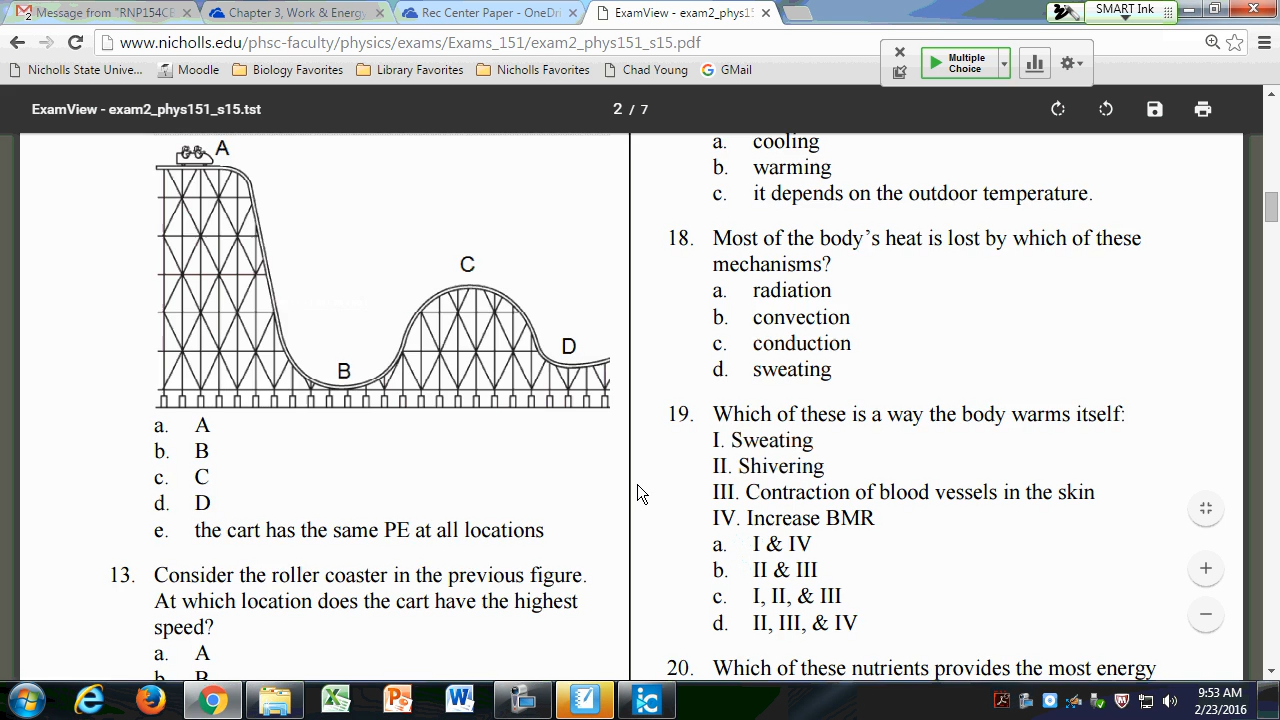 Message from "RNP154CE
Chapter 3, Work & Energy
Rec Center Paper - OneDri
ExamView - exam2_phys15
SMART Ink
www.nicholls.edu/phsc-faculty/physics/exams/Exams_151/exam2_phys151_s15.pdf
Nicholls State Unive...
Moodle
Biology Favorites
Library Favorites
Nicholls Favorites
Chad Young
GMail
Multiple
Choice
ExamView - exam2_phys151_s15.tst
2 / 7
A
B
C
D
a. A
b. B
c. C
d. D
e. the cart has the same PE at all locations
13. Consider the roller coaster in the previous figure.
At which location does the cart have the highest
speed?
a. A
b. B
a. cooling
b. warming
c. it depends on the outdoor temperature.
18. Most of the body’s heat is lost by which of these
mechanisms?
a. radiation
b. convection
c. conduction
d. sweating
19. Which of these is a way the body warms itself:
I. Sweating
II. Shivering
III. Contraction of blood vessels in the skin
IV. Increase BMR
a. I & IV
b. II & III
c. I, II, & III
d. II, III, & IV
20. Which of these nutrients provides the most energy
9:53 AM
2/23/2016